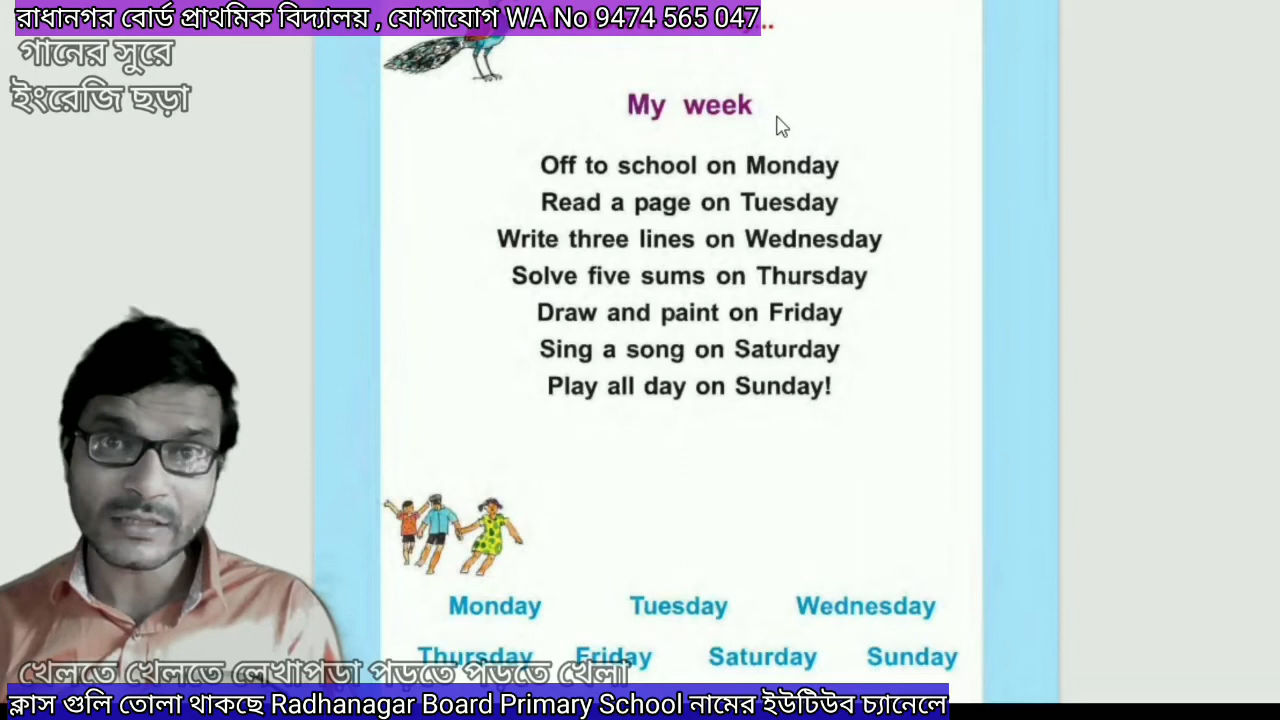 রাধানগর বোর্ড প্রাথমিক বিদ্যালয় , যোগাযোগ WA No 9474 565 047
গানের সুরে
ইংরেজি ছড়া
My week
Off to school on Monday
Read a page on Tuesday
Write three lines on Wednesday
Solve five sums on Thursday
Draw and paint on Friday
Sing a song on Saturday
Play all day on Sunday!
Monday Tuesday Wednesday
Thursday Friday Saturday Sunday
খেলতে খেলতে লেখাপড়া পড়তে পড়তে খেলা
ক্লাস গুলি তোলা থাকছে Radhanagar Board Primary School নামের ইউটিউব চ্যানেলে